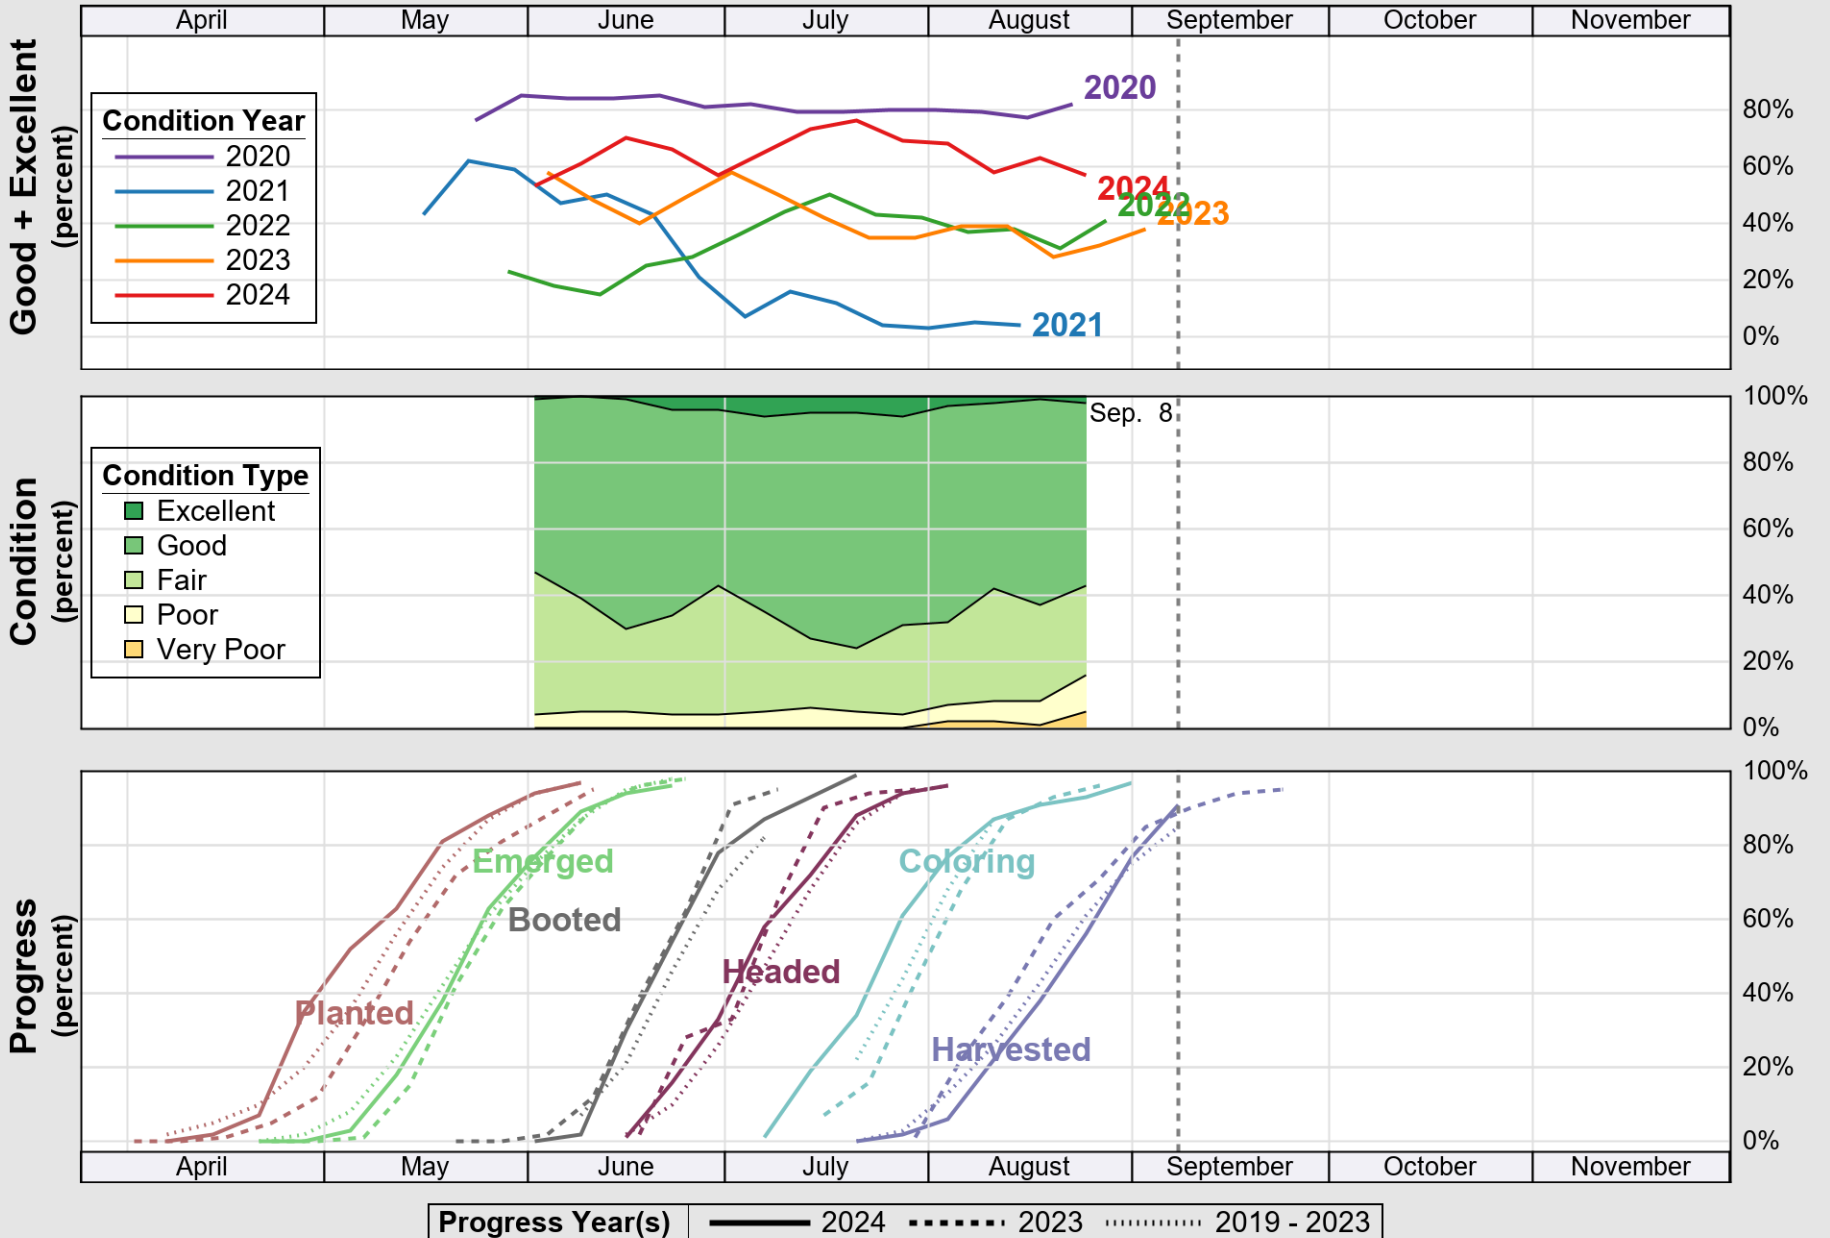 April May June July August September October November
Good + Excellent
(percent)
Condition Year
2020
2021
2022
2023
2024
2020
2024
2022
2023
2021
80%
60%
40%
20%
0%
Condition
(percent)
Condition Type
Excellent
Good
Fair
Poor
Very Poor
Sep. 8
100%
80%
60%
40%
20%
0%
Progress
(percent)
Planted
Emerged
Booted
Headed
Coloring
Harvested
100%
80%
60%
40%
20%
0%
April May June July August September October November
Progress Year(s) 2024 2023 2019 - 2023